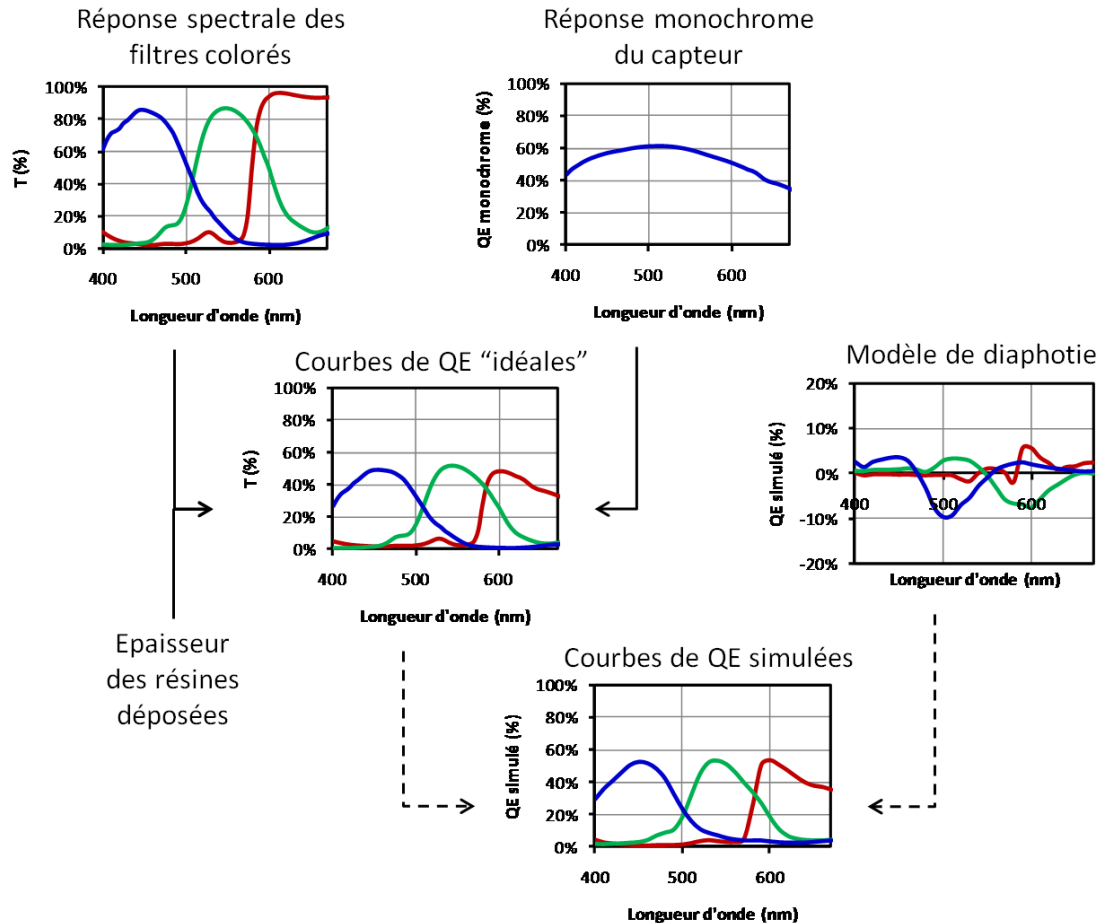 Réponse spectrale des
filtres colorés
100%
80%
60%
40%
20%
0%
T (%)
400
500
600
Longueur d'onde (nm)
Réponse monochrome
du capteur
100%
80%
60%
40%
20%
0%
QE monochrome (%)
400
500
600
Longueur d'onde (nm)
Courbes de QE “idéales”
100%
80%
60%
40%
20%
0%
T (%)
400
500
600
Longueur d'onde (nm)
Modèle de diaphotie
20%
10%
0%
-10%
-20%
QE simulé (%)
400
500
600
Longueur d'onde (nm)
Epaisseur
des résines
déposées
Courbes de QE simulées
100%
80%
60%
40%
20%
0%
QE simulé (%)
400
500
600
Longueur d'onde (nm)